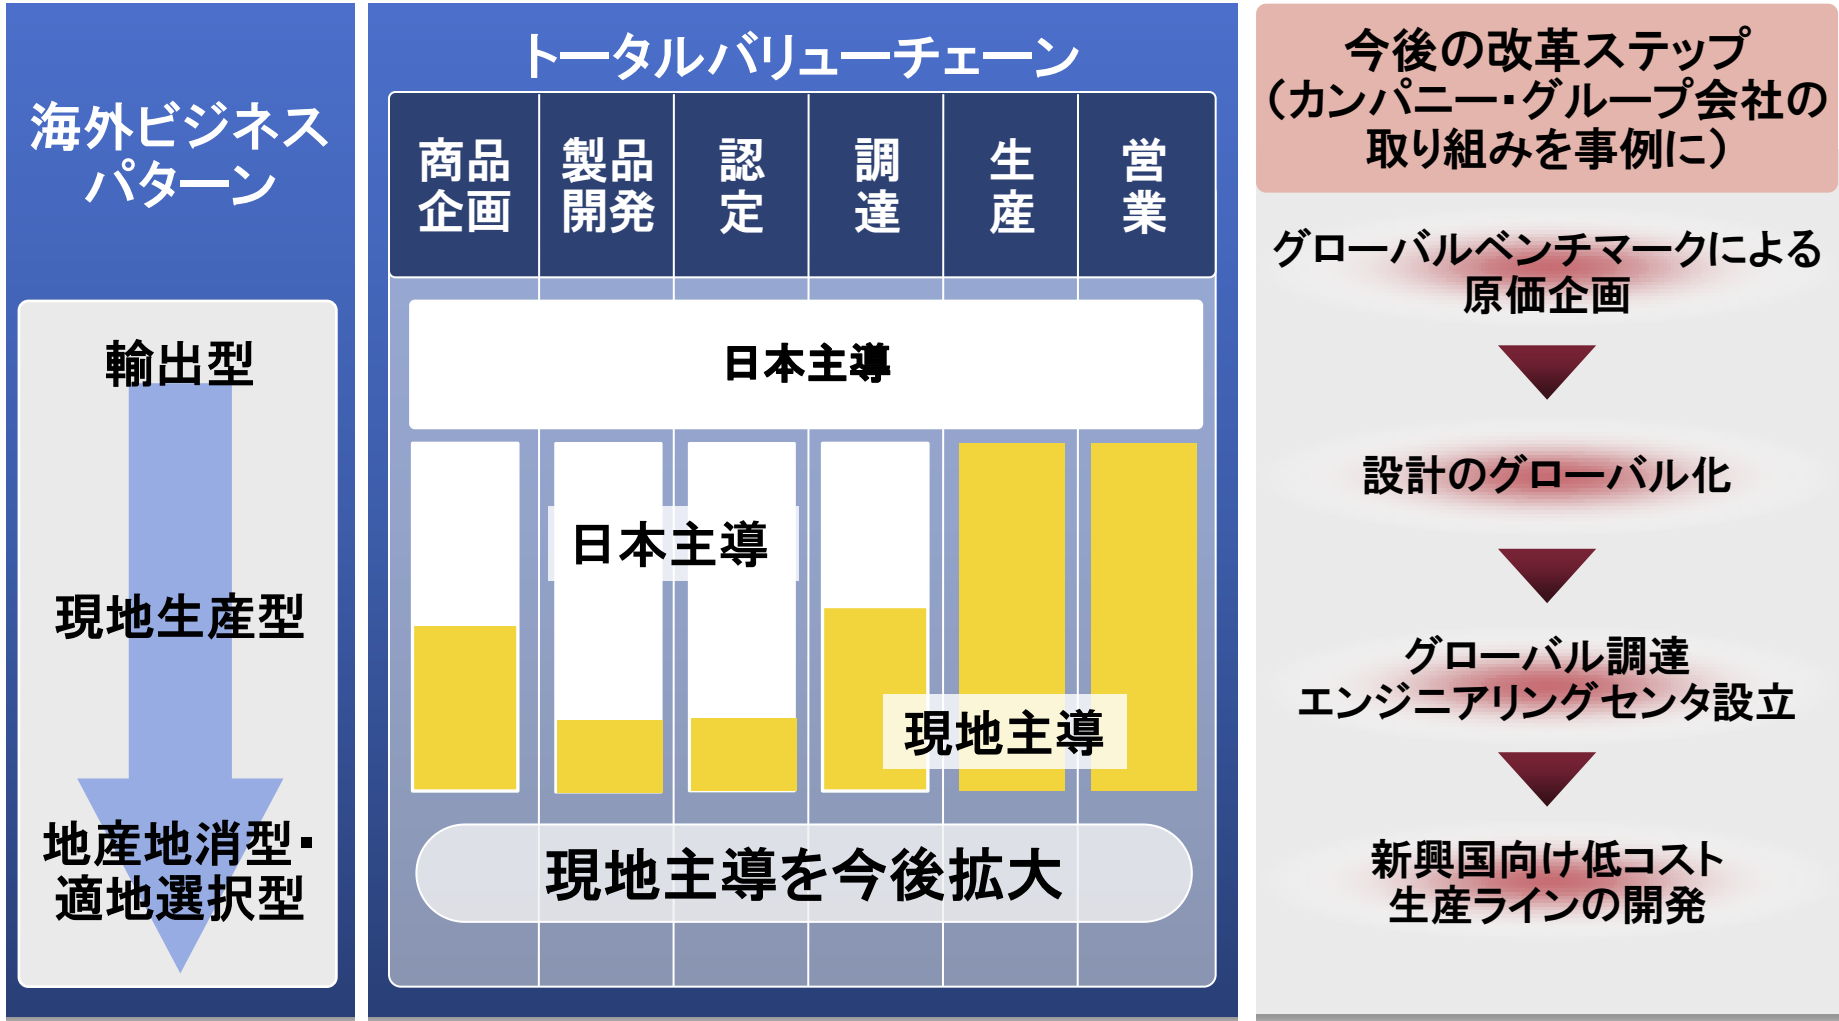 海外ビジネス
パターン
輸出型
現地生産型
地産地消型・
適地選択型
トータルバリューチェーン
商品
企画
製品
開発
認
定
調
達
生
産
営
業
日本主導
日本主導
現地主導
現地主導を今後拡大
今後の改革ステップ
（カンパニー・グループ会社の
取り組みを事例に）
グローバルベンチマークによる
原価企画
設計のグローバル化
グローバル調達
エンジニアリングセンタ設立
新興国向け低コスト
生産ラインの開発